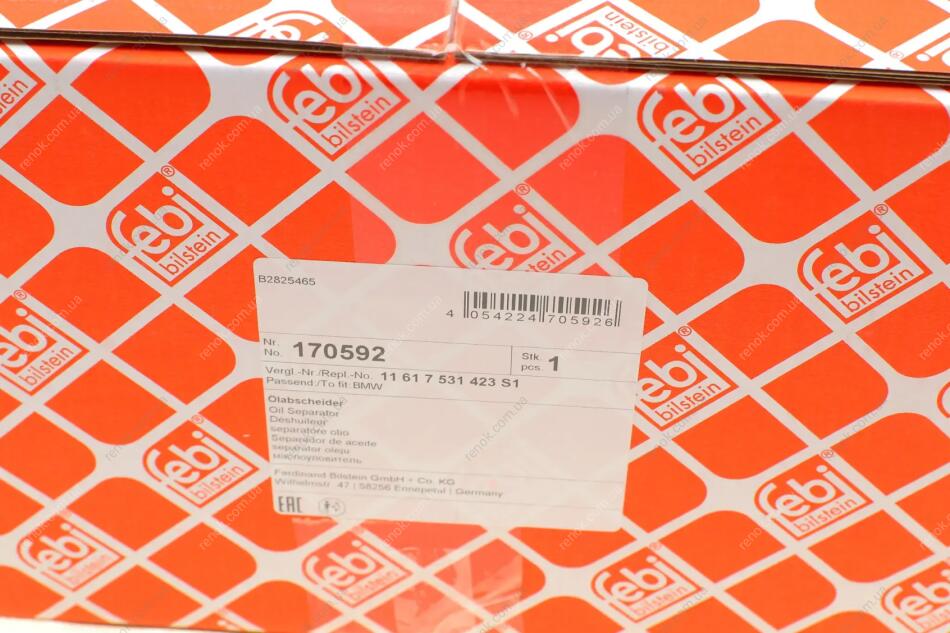 febi
bilstein
B2825465
4 054224 705926
Nr.
No. 170592
Stk.
pcs. 1
Vergl.-Nr./Repl.-No. 11 61 7 531 423 S1
Passend:/To fit: BMW
Ölabscheider
Oil Separator
Deshuileur
separatore olio
Separador de aceite
separator oleju
маслоуловитель
Ferdinand Bilstein GmbH + Co. KG
Wilhelmstr. 47 | 58256 Ennepetal | Germany
EAC
renok.com.ua